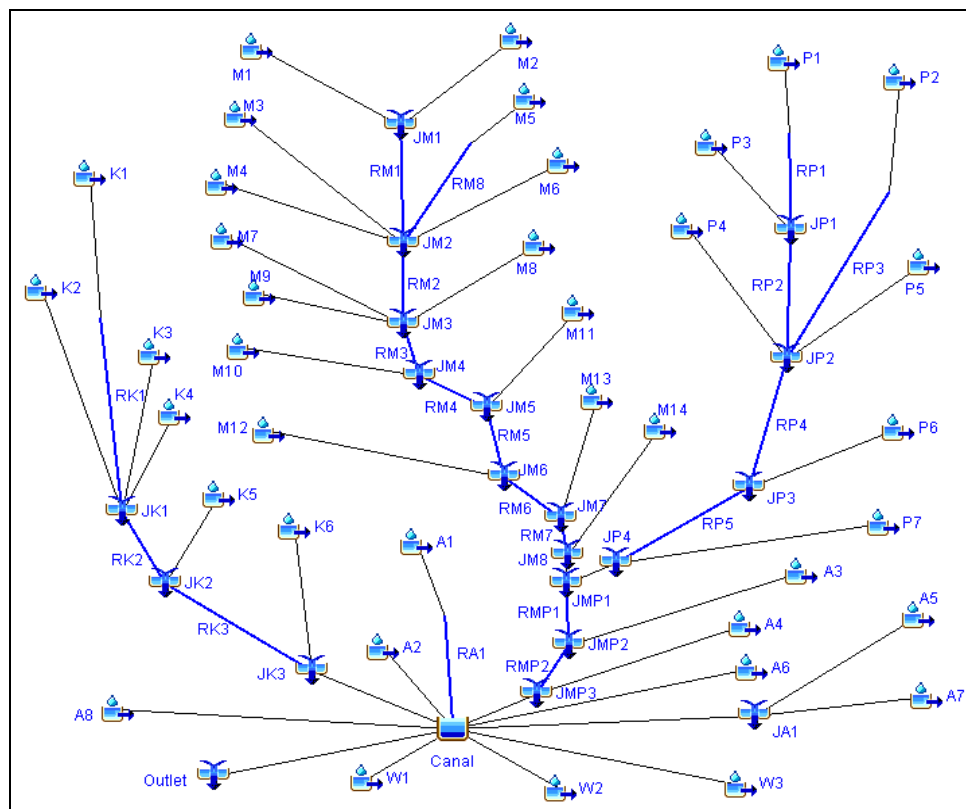 M1
M2
P1
P2
M3
M5
JM1
P3
K1
M4
RM1
RM8
M6
RP1
M7
JM2
P4
JP1
K2
M9
RM2
M8
RP2
RP3
P5
K3
M10
RM3
JM3
M11
JM4
JP2
RK1
K4
RM4
JM5
M13
M12
RM5
M14
RP4
P6
K5
JM6
JK1
K6
RM6
JM7
JP3
RK2
A1
RM7
JM8
JP4
RP5
P7
JK2
JMP1
A3
RK3
RMP1
A5
A2
RA1
JMP2
A4
JK3
RMP2
JMP3
A6
A8
A7
JA1
Canal
Outlet
W1
W2
W3